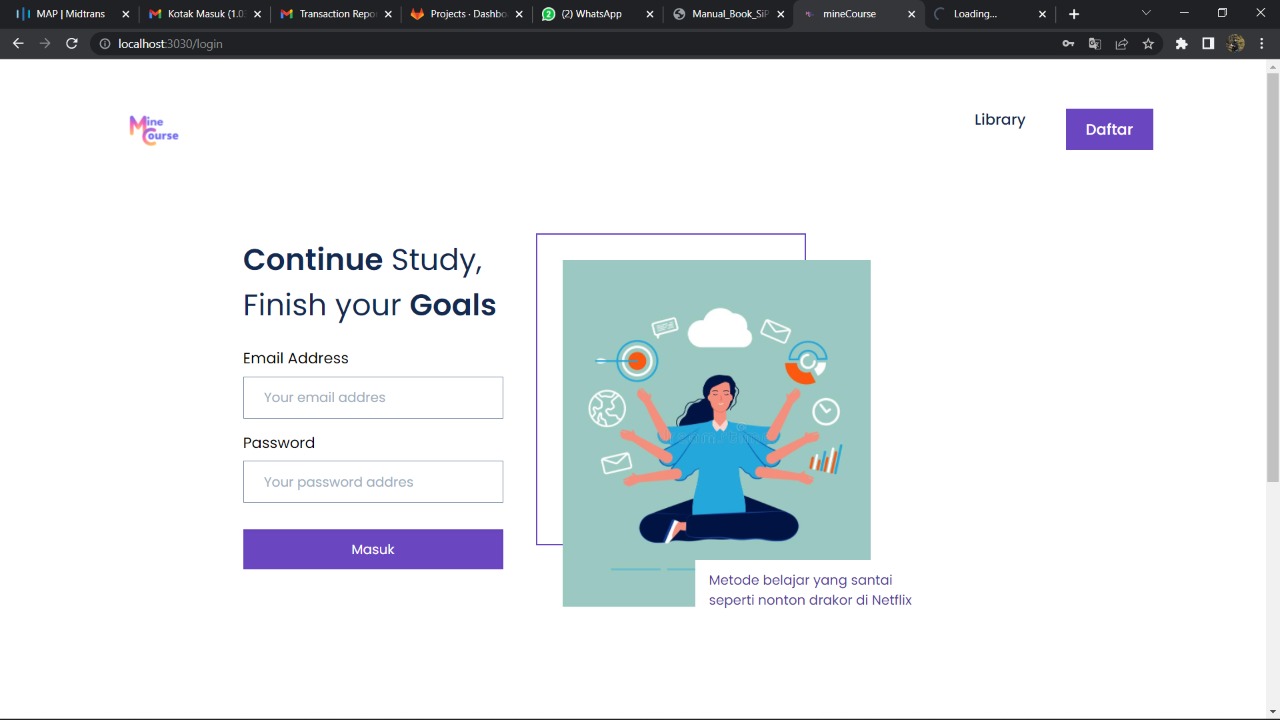 MAP | Midtrans
Kotak Masuk (1.03
Transaction Repor
Projects · Dashbo
(2) WhatsApp
Manual_Book_SiP
mineCourse
Loading...
localhost:3030/login
Mine
Course
Library
Daftar
Continue Study,
Finish your Goals
Email Address
Your email addres
Password
Your password addres
Masuk
Metode belajar yang santai
seperti nonton drakor di Netflix